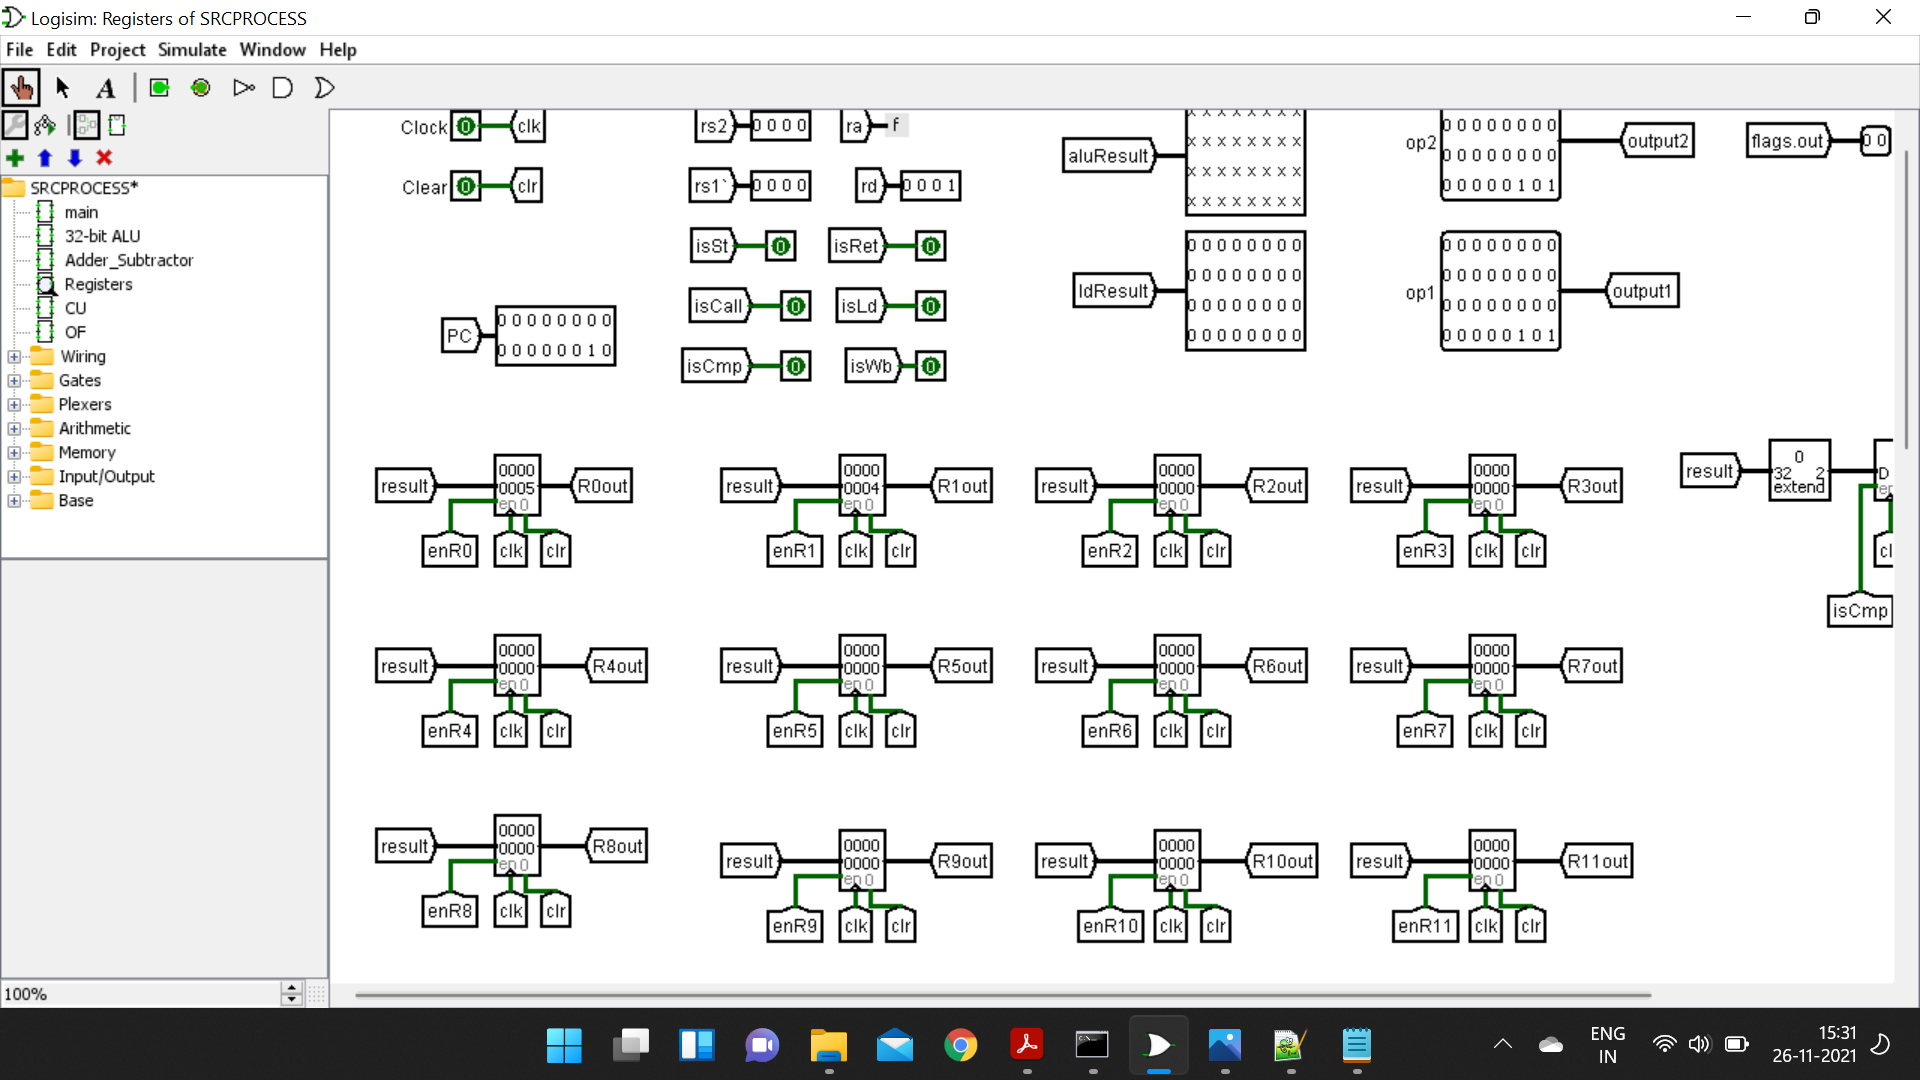 Logisim: Registers of SRCPROCESS
File Edit Project Simulate Window Help
A
SRCPROCESS*
main
32-bit ALU
Adder_Subtractor
Registers
CU
OF
Wiring
Gates
Plexers
Arithmetic
Memory
Input/Output
Base
100%
Clock 0 clk
Clear 0 clr
PC
0 0 0 0 0 0 0 0
0 0 0 0 0 0 1 0
rs2 0 0 0 0
ra f
rs1` 0 0 0 0
rd 0 0 0 1
isSt 0
isRet 0
isCall 0
isLd 0
isCmp 0
isWb 0
aluResult
x x x x x x x x
x x x x x x x x
x x x x x x x x
x x x x x x x x
ldResult
0 0 0 0 0 0 0 0
0 0 0 0 0 0 0 0
0 0 0 0 0 0 0 0
0 0 0 0 0 0 0 0
op2
0 0 0 0 0 0 0 0
0 0 0 0 0 0 0 0
0 0 0 0 0 1 0 1
output2
op1
0 0 0 0 0 0 0 0
0 0 0 0 0 0 0 0
0 0 0 0 0 0 0 0
0 0 0 0 0 1 0 1
output1
flags.out 0 0
result 0000 0005 en 0 R0out
enR0 clk clr
result 0000 0004 en 0 R1out
enR1 clk clr
result 0000 0000 en 0 R2out
enR2 clk clr
result 0000 0000 en 0 R3out
enR3 clk clr
result 0 32 2 extend D
en
cl
isCmp
result 0000 0000 en 0 R4out
enR4 clk clr
result 0000 0000 en 0 R5out
enR5 clk clr
result 0000 0000 en 0 R6out
enR6 clk clr
result 0000 0000 en 0 R7out
enR7 clk clr
result 0000 0000 en 0 R8out
enR8 clk clr
result 0000 0000 en 0 R9out
enR9 clk clr
result 0000 0000 en 0 R10out
enR10 clk clr
result 0000 0000 en 0 R11out
enR11 clk clr
ENG
IN
15:31
26-11-2021